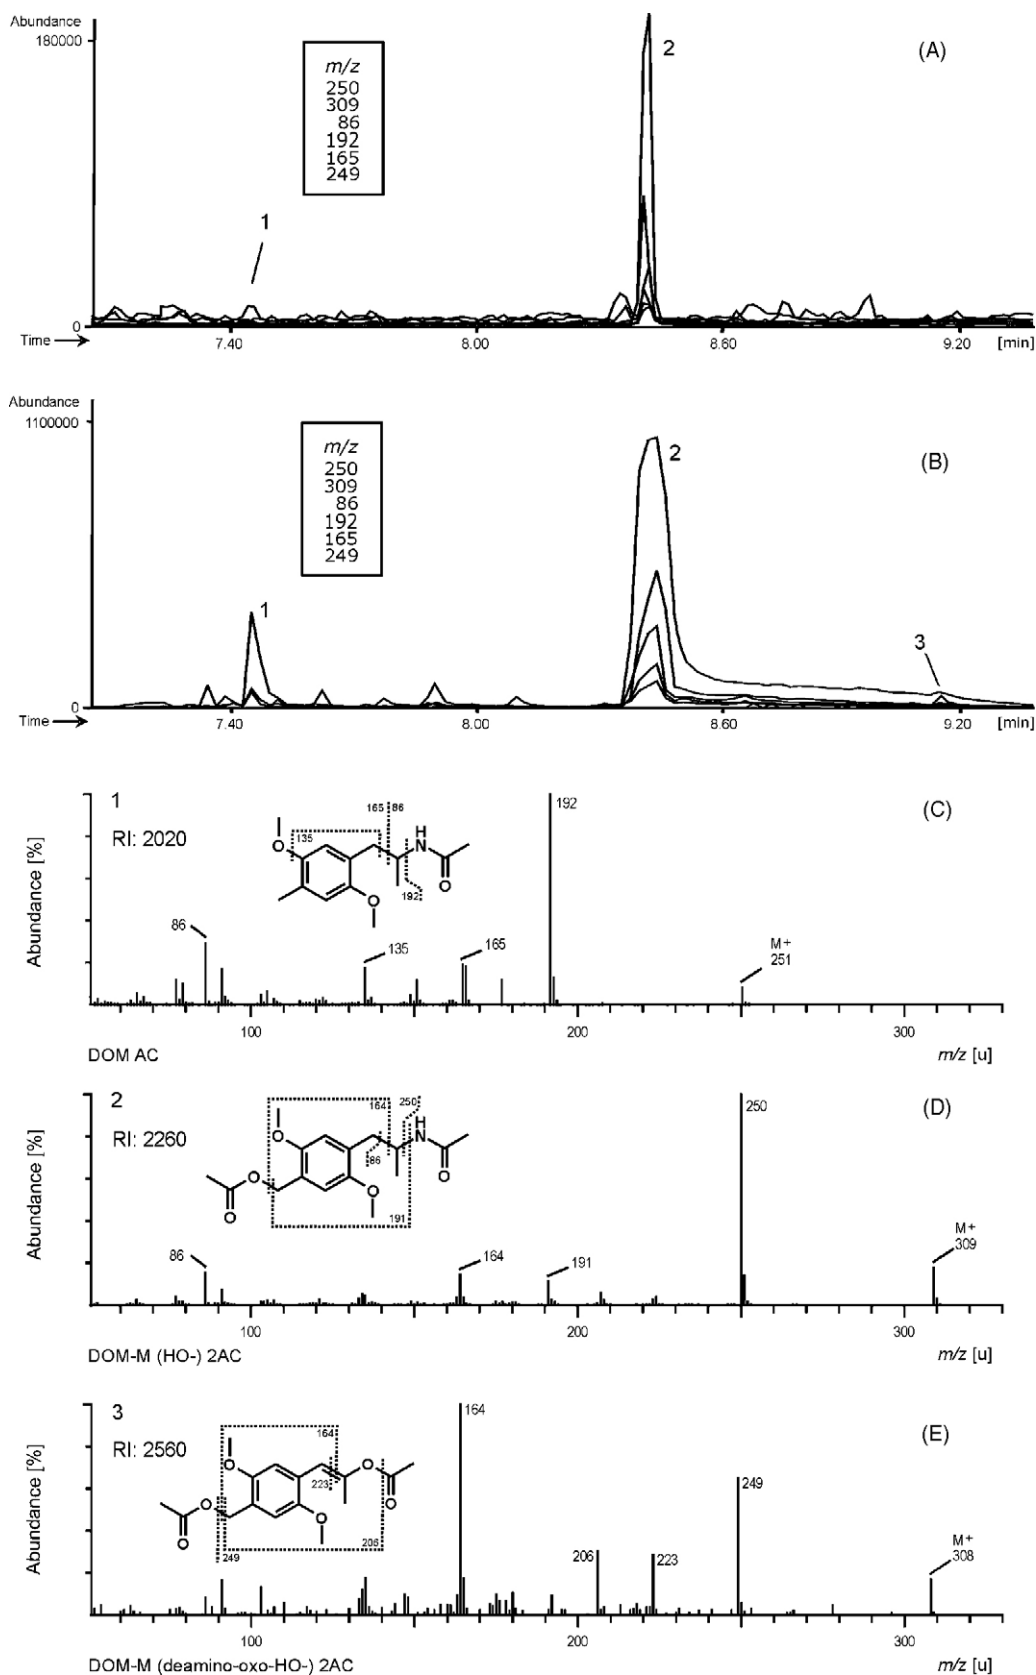 Abundance
180000
m/z
250
309
86
192
165
249
1
2
(A)
0
Time
7.40
8.00
8.60
9.20
[min]
Abundance
1100000
m/z
250
309
86
192
165
249
1
2
3
(B)
0
Time
7.40
8.00
8.60
9.20
[min]
1
RI: 2020
(C)
Abundance [%]
165 86
135
192
O
O
H
N
O
192
86
135
165
M+
251
100
200
300
DOM AC
m/z [u]
2
RI: 2260
(D)
Abundance [%]
164
250
86
191
O
O
O
O
H
N
O
250
86
164
191
M+
309
100
200
300
DOM-M (HO-) 2AC
m/z [u]
3
RI: 2560
(E)
Abundance [%]
164
223
206
249
O
O
O
O
O
O
164
249
206
223
M+
308
100
200
300
DOM-M (deamino-oxo-HO-) 2AC
m/z [u]